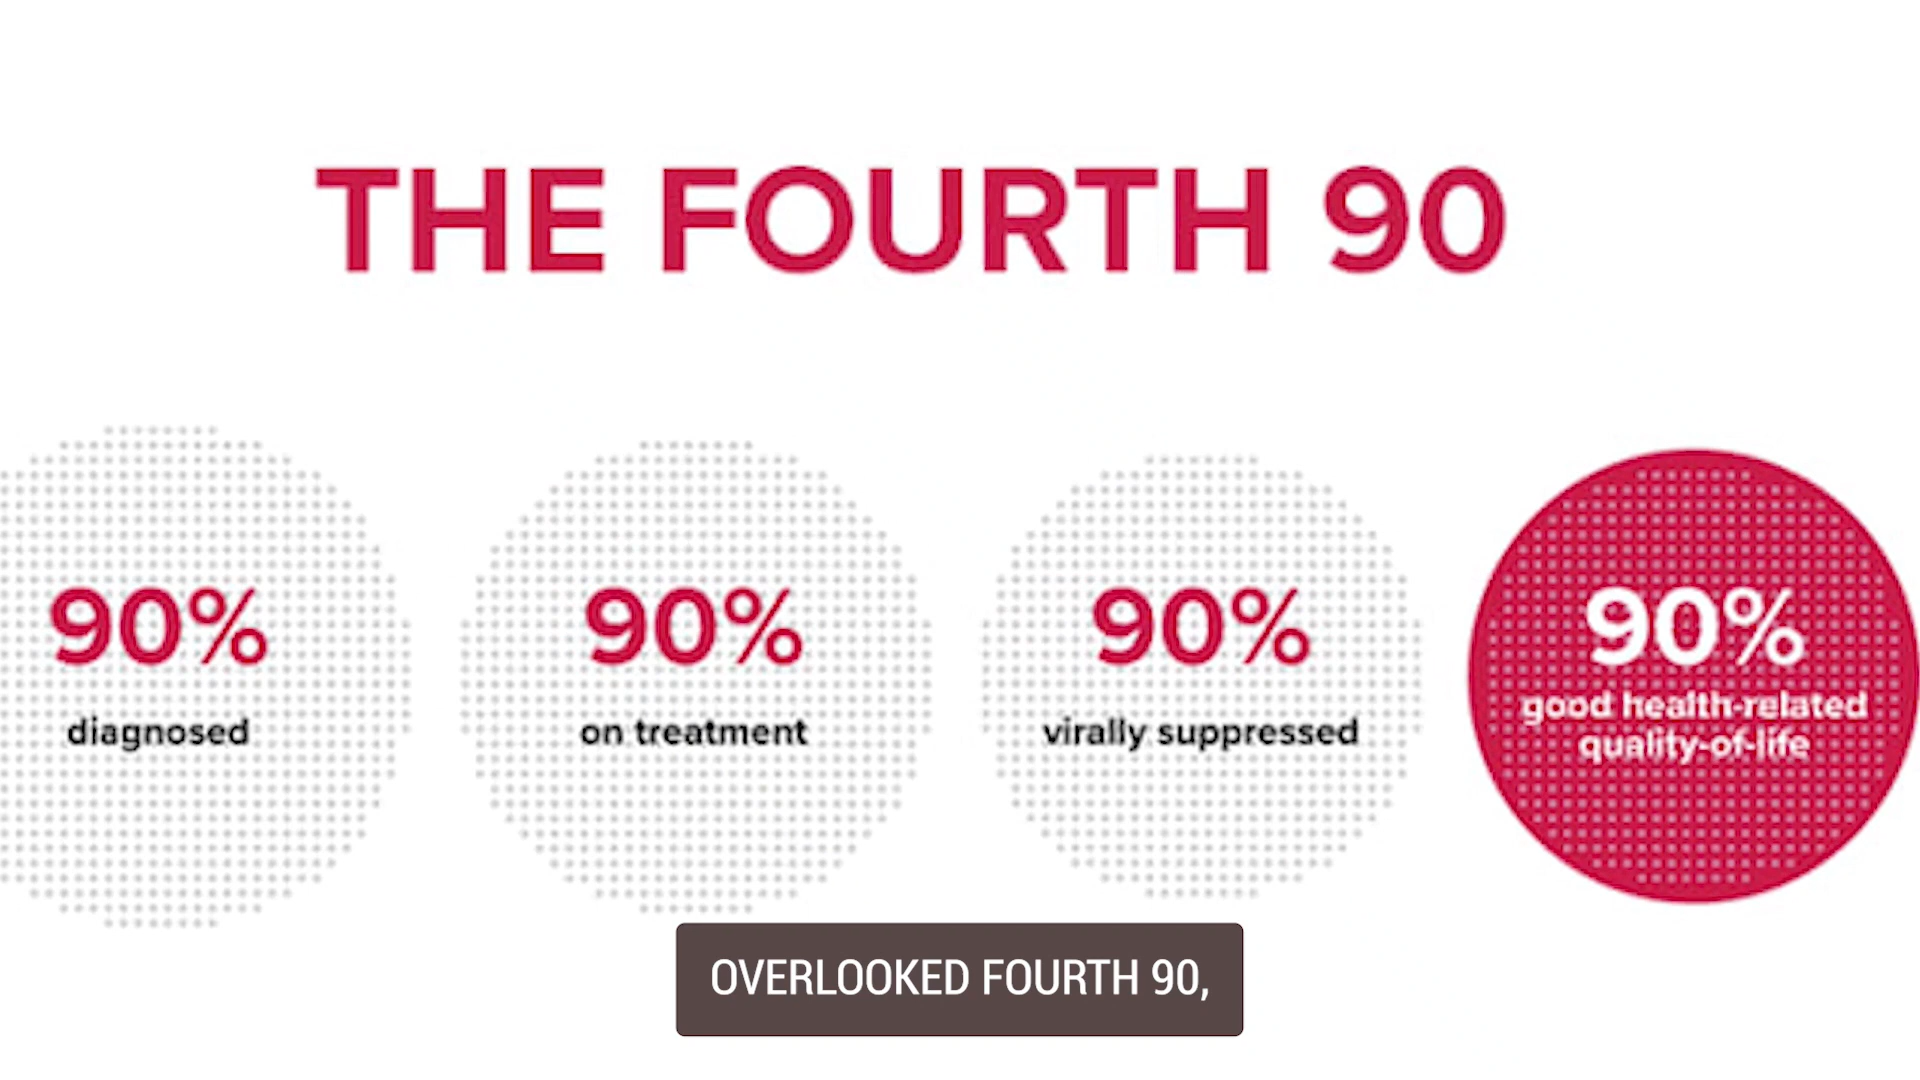 THE FOURTH 90
90%
diagnosed
90%
on treatment
90%
virally suppressed
90%
good health-related
quality-of-life
OVERLOOKED FOURTH 90,